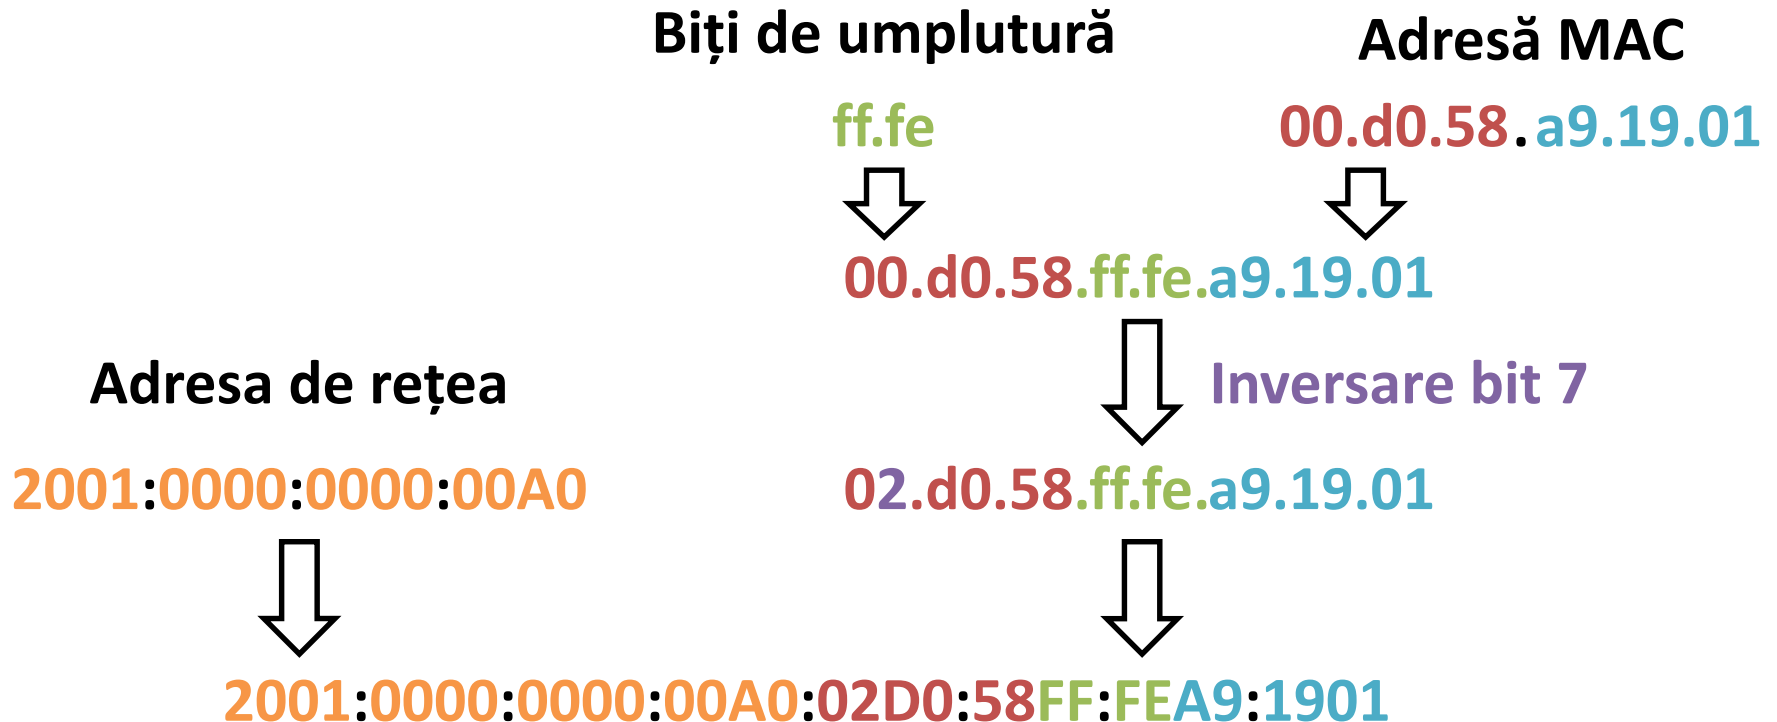 Biți de umplutură
Adresă MAC
ff.fe
00.d0.58.a9.19.01
00.d0.58.ff.fe.a9.19.01
Inversare bit 7
Adresa de rețea
2001:0000:0000:00A0
02.d0.58.ff.fe.a9.19.01
2001:0000:0000:00A0:02D0:58FF:FEA9:1901